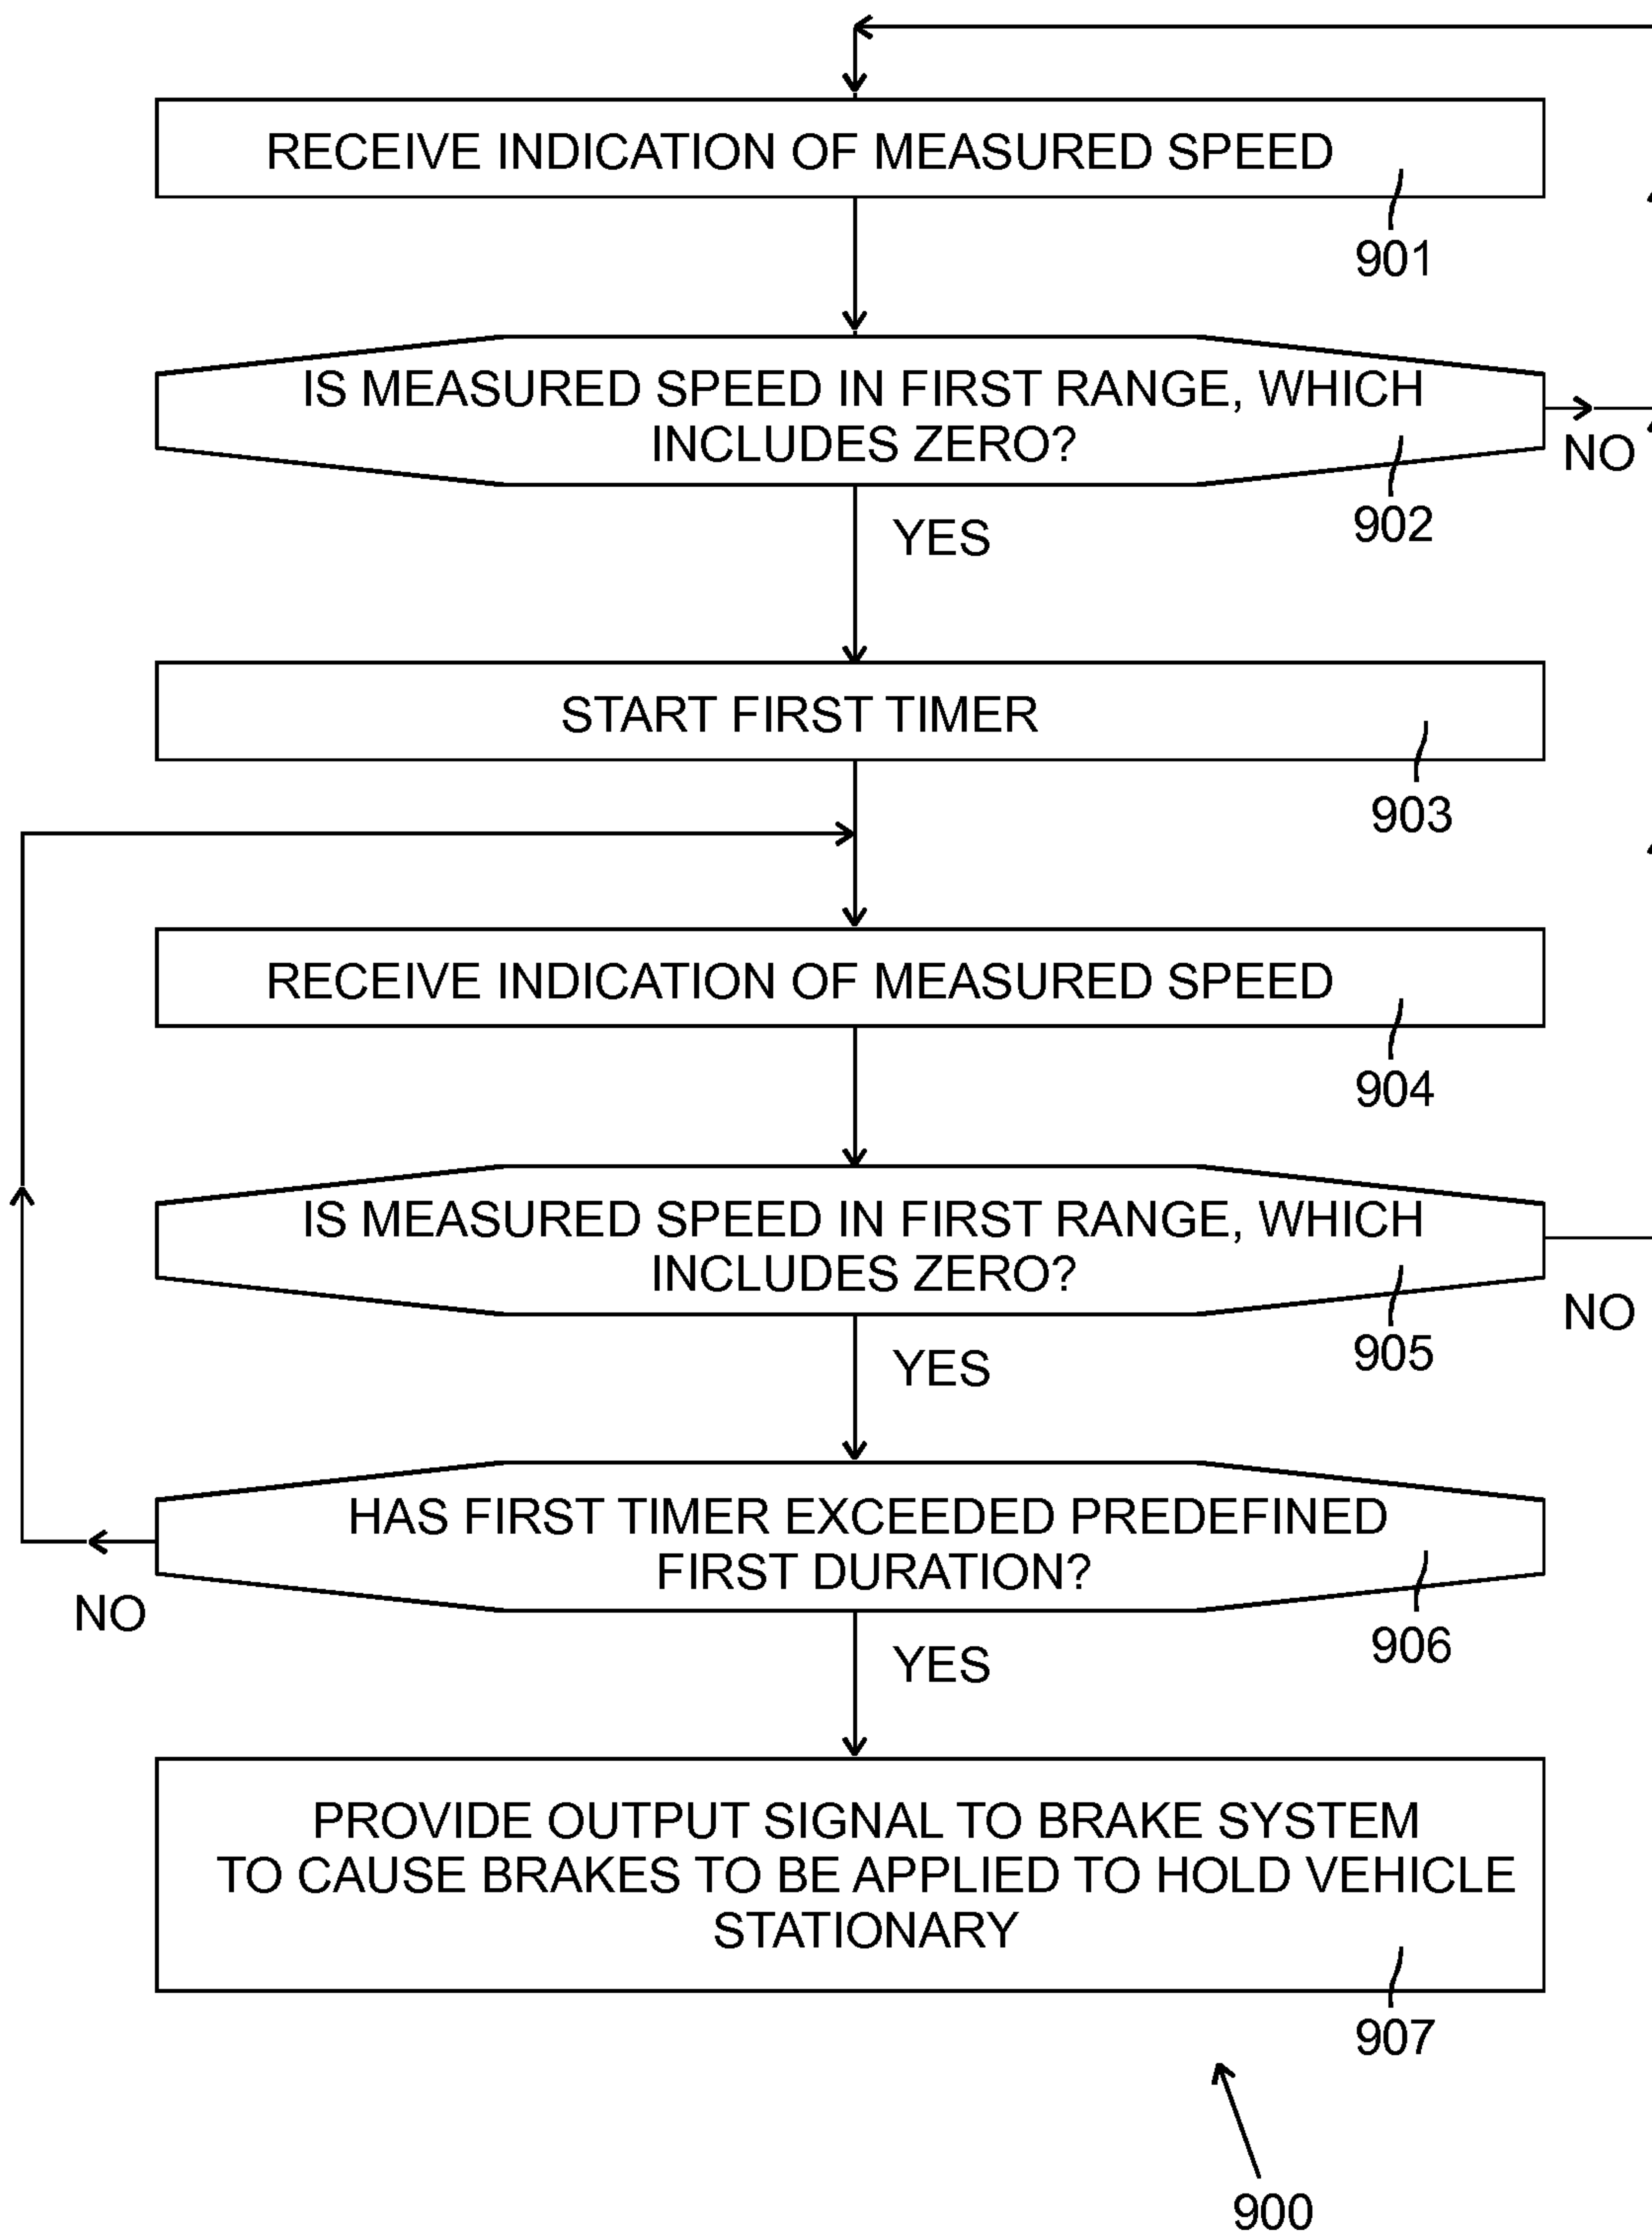 RECEIVE INDICATION OF MEASURED SPEED
901
IS MEASURED SPEED IN FIRST RANGE, WHICH
INCLUDES ZERO?
NO
902
YES
START FIRST TIMER
903
RECEIVE INDICATION OF MEASURED SPEED
904
IS MEASURED SPEED IN FIRST RANGE, WHICH
INCLUDES ZERO?
NO
905
YES
HAS FIRST TIMER EXCEEDED PREDEFINED
FIRST DURATION?
NO
906
YES
PROVIDE OUTPUT SIGNAL TO BRAKE SYSTEM
TO CAUSE BRAKES TO BE APPLIED TO HOLD VEHICLE
STATIONARY
907
900